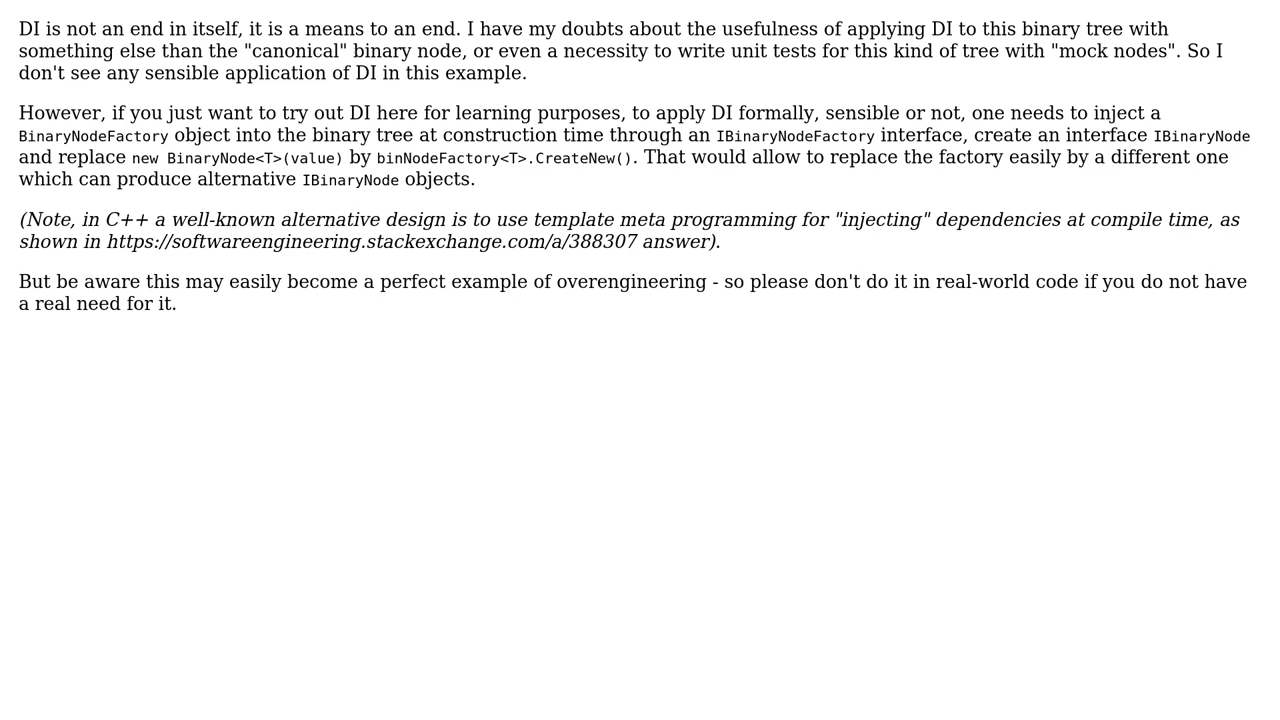 DI is not an end in itself, it is a means to an end. I have my doubts about the usefulness of applying DI to this binary tree with
something else than the "canonical" binary node, or even a necessity to write unit tests for this kind of tree with "mock nodes". So I
don't see any sensible application of DI in this example.
However, if you just want to try out DI here for learning purposes, to apply DI formally, sensible or not, one needs to inject a
BinaryNodeFactory object into the binary tree at construction time through an IBinaryNodeFactory interface, create an interface IBinaryNode
and replace new BinaryNode<T>(value) by binNodeFactory<T>.CreateNew(). That would allow to replace the factory easily by a different one
which can produce alternative IBinaryNode objects.
(Note, in C++ a well-known alternative design is to use template meta programming for "injecting" dependencies at compile time, as
shown in https://softwareengineering.stackexchange.com/a/388307 answer).
But be aware this may easily become a perfect example of overengineering - so please don't do it in real-world code if you do not have
a real need for it.